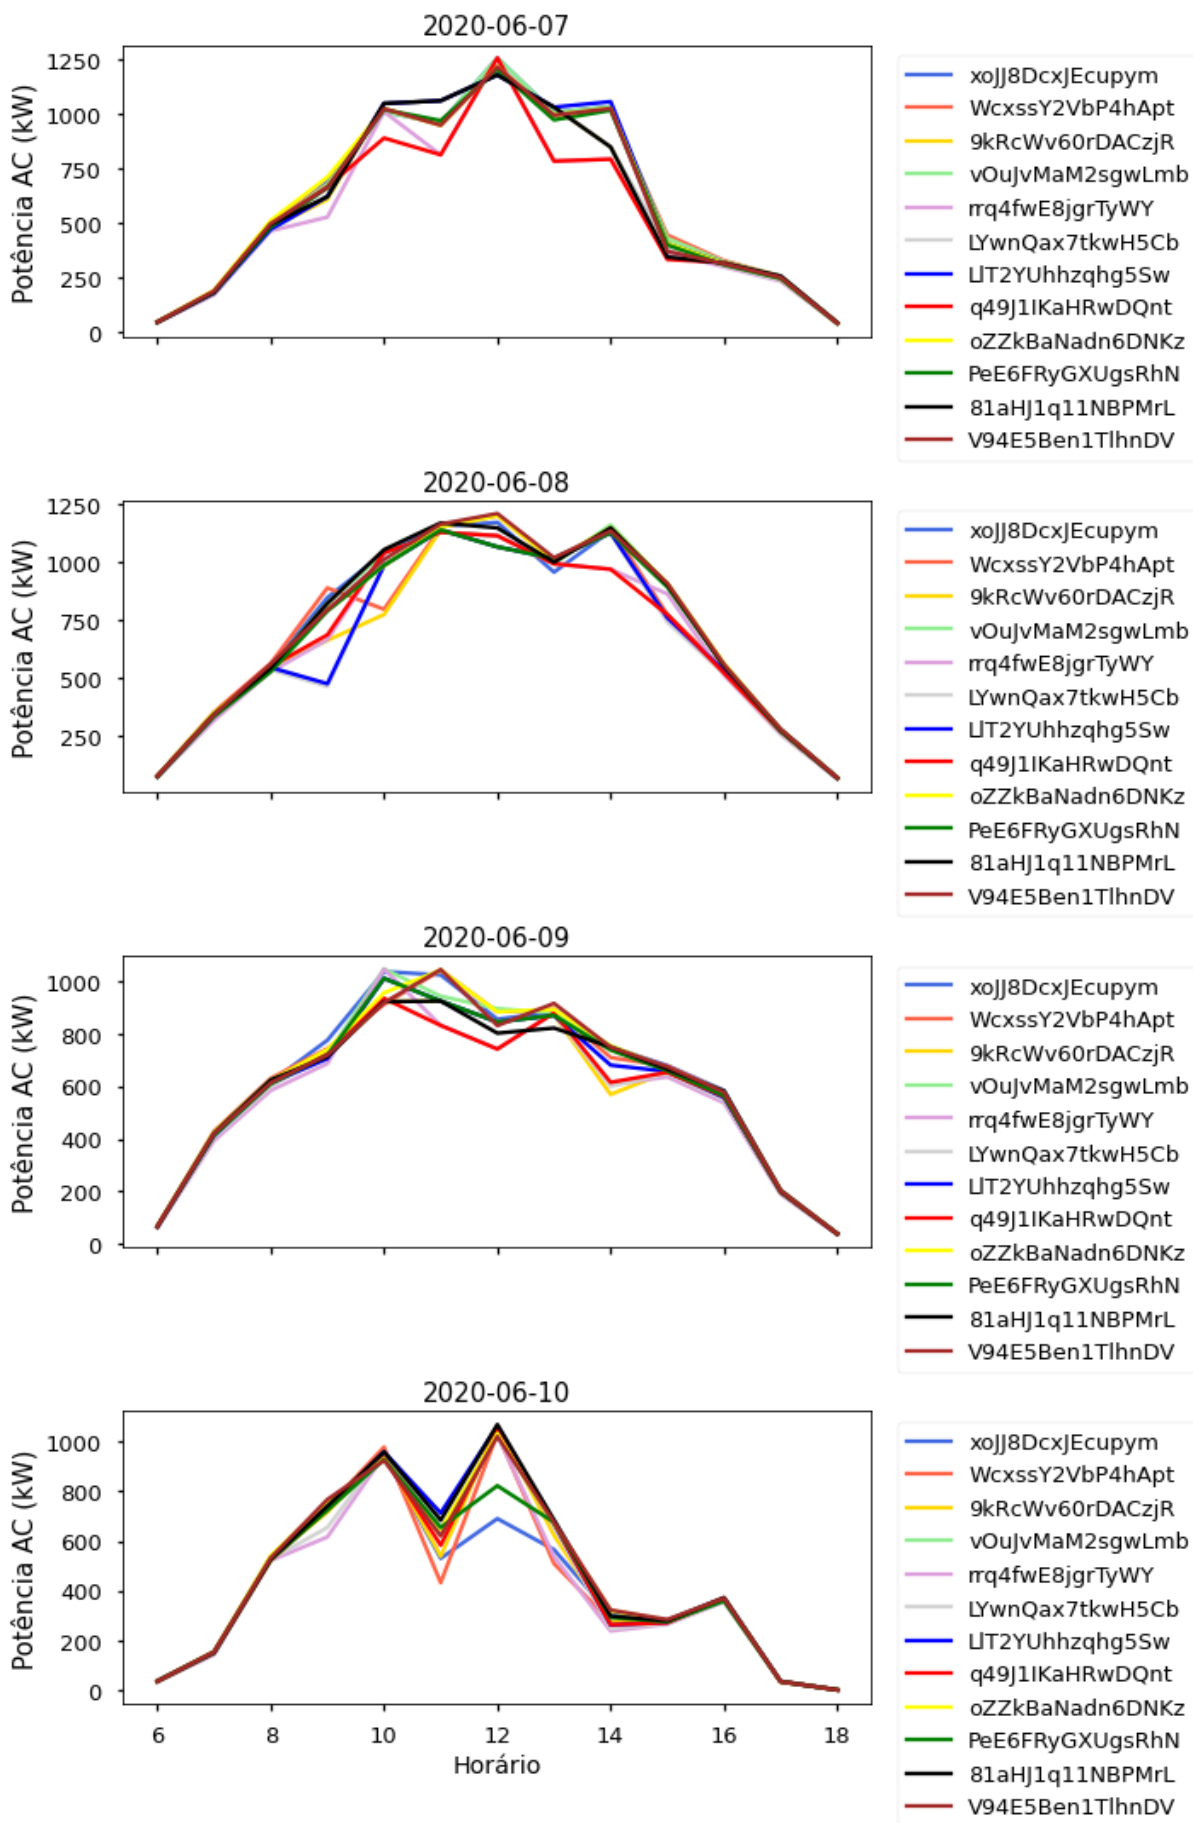 2020-06-07
Potência AC (kW)
1250
1000
750
500
250
0
xoJJ8DcxJEcupym
WcxssY2VbP4hApt
9kRcWv60rDACzjR
vOuJvMaM2sgwLmb
rrq4fwE8jgrTyWY
LYwnQax7tkwH5Cb
LlT2YUhhzqhg5Sw
q49J1IKaHRwDQnt
oZZkBaNadn6DNKz
PeE6FRyGXUgsRhN
81aHJ1q11NBPMrL
V94E5Ben1TlhnDV
2020-06-08
Potência AC (kW)
1250
1000
750
500
250
xoJJ8DcxJEcupym
WcxssY2VbP4hApt
9kRcWv60rDACzjR
vOuJvMaM2sgwLmb
rrq4fwE8jgrTyWY
LYwnQax7tkwH5Cb
LlT2YUhhzqhg5Sw
q49J1IKaHRwDQnt
oZZkBaNadn6DNKz
PeE6FRyGXUgsRhN
81aHJ1q11NBPMrL
V94E5Ben1TlhnDV
2020-06-09
Potência AC (kW)
1000
800
600
400
200
0
xoJJ8DcxJEcupym
WcxssY2VbP4hApt
9kRcWv60rDACzjR
vOuJvMaM2sgwLmb
rrq4fwE8jgrTyWY
LYwnQax7tkwH5Cb
LlT2YUhhzqhg5Sw
q49J1IKaHRwDQnt
oZZkBaNadn6DNKz
PeE6FRyGXUgsRhN
81aHJ1q11NBPMrL
V94E5Ben1TlhnDV
2020-06-10
Potência AC (kW)
1000
800
600
400
200
0
6 8 10 12 14 16 18
Horário
xoJJ8DcxJEcupym
WcxssY2VbP4hApt
9kRcWv60rDACzjR
vOuJvMaM2sgwLmb
rrq4fwE8jgrTyWY
LYwnQax7tkwH5Cb
LlT2YUhhzqhg5Sw
q49J1IKaHRwDQnt
oZZkBaNadn6DNKz
PeE6FRyGXUgsRhN
81aHJ1q11NBPMrL
V94E5Ben1TlhnDV